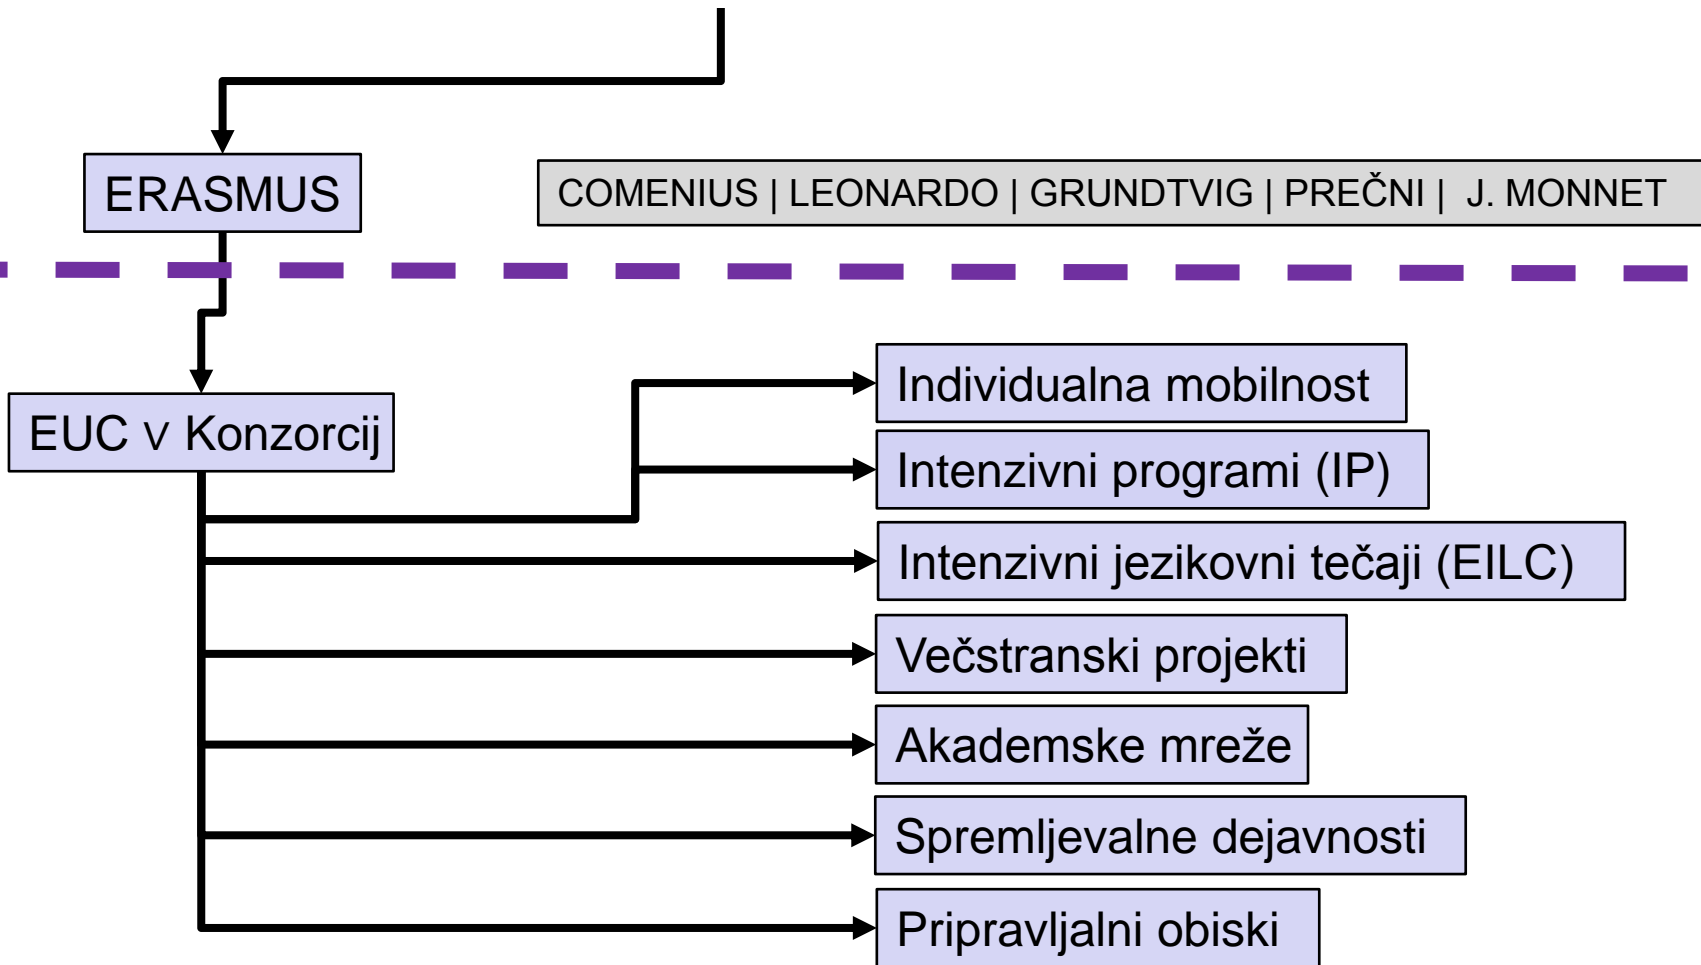 ERASMUS
COMENIUS | LEONARDO | GRUNDTVIG | PREČNI | J. MONNET
EUC ∨ Konzorcij
Individualna mobilnost
Intenzivni programi (IP)
Intenzivni jezikovni tečaji (EILC)
Večstranski projekti
Akademske mreže
Spremljevalne dejavnosti
Pripravljalni obiski